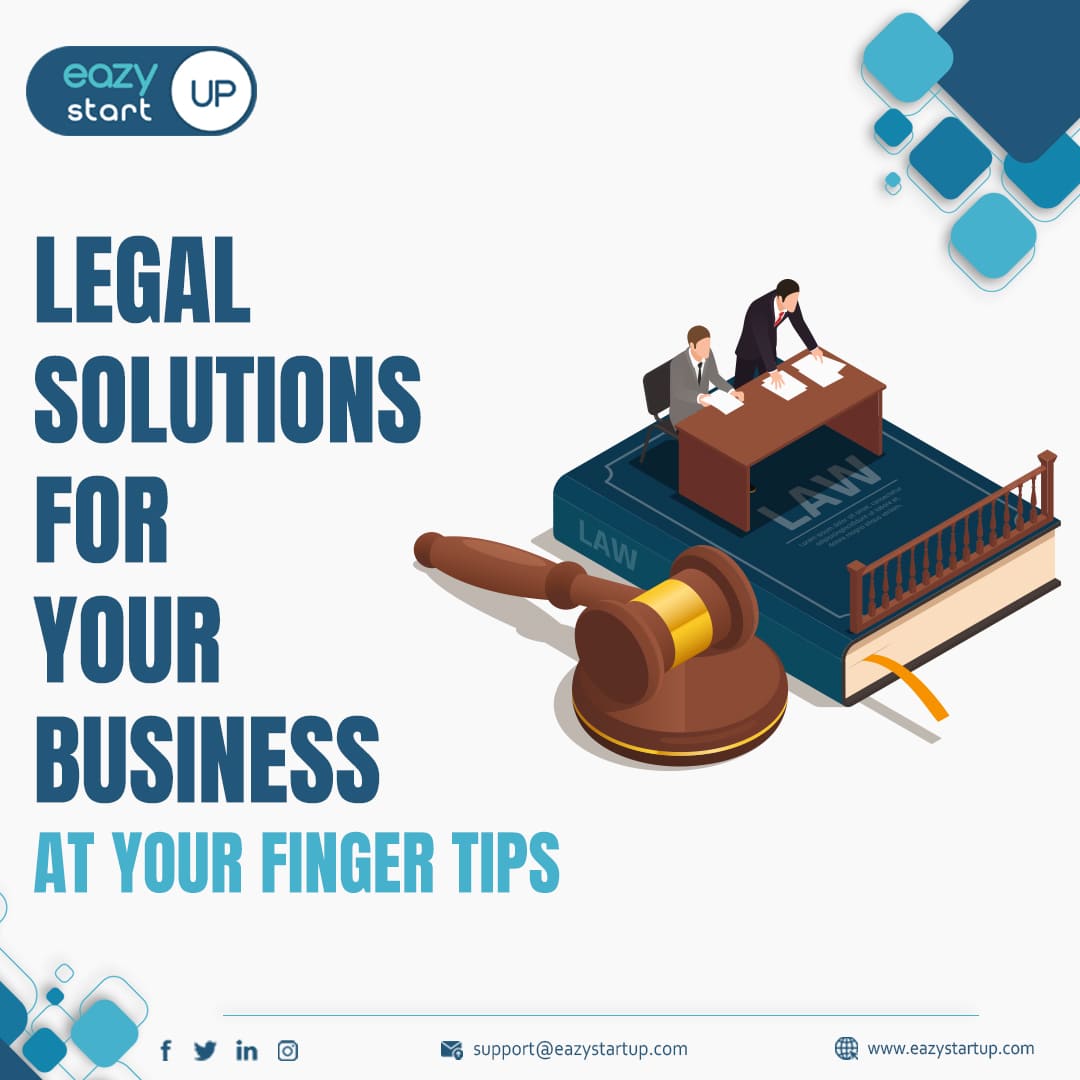 eazy
start
UP
LEGAL
SOLUTIONS
FOR
YOUR
BUSINESS
AT YOUR FINGER TIPS
LAW
LAW
support@eazystartup.com
www.eazystartup.com